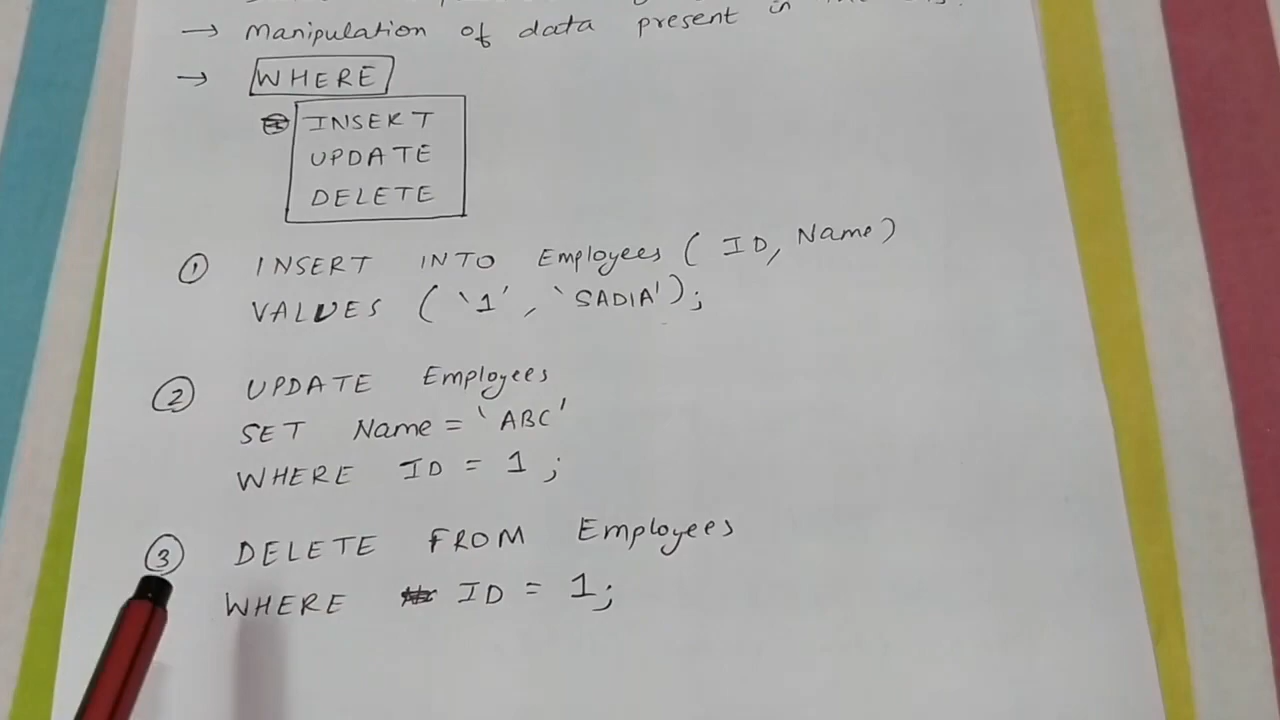 → Manipulation of data present in
→ WHERE
INSERT
UPDATE
DELETE
① INSERT INTO Employees ( ID, Name)
VALUES ( '1' , 'SADIA' );
② UPDATE Employees
SET Name = 'ABC'
WHERE ID = 1 ;
③ DELETE FROM Employees
WHERE ID = 1;